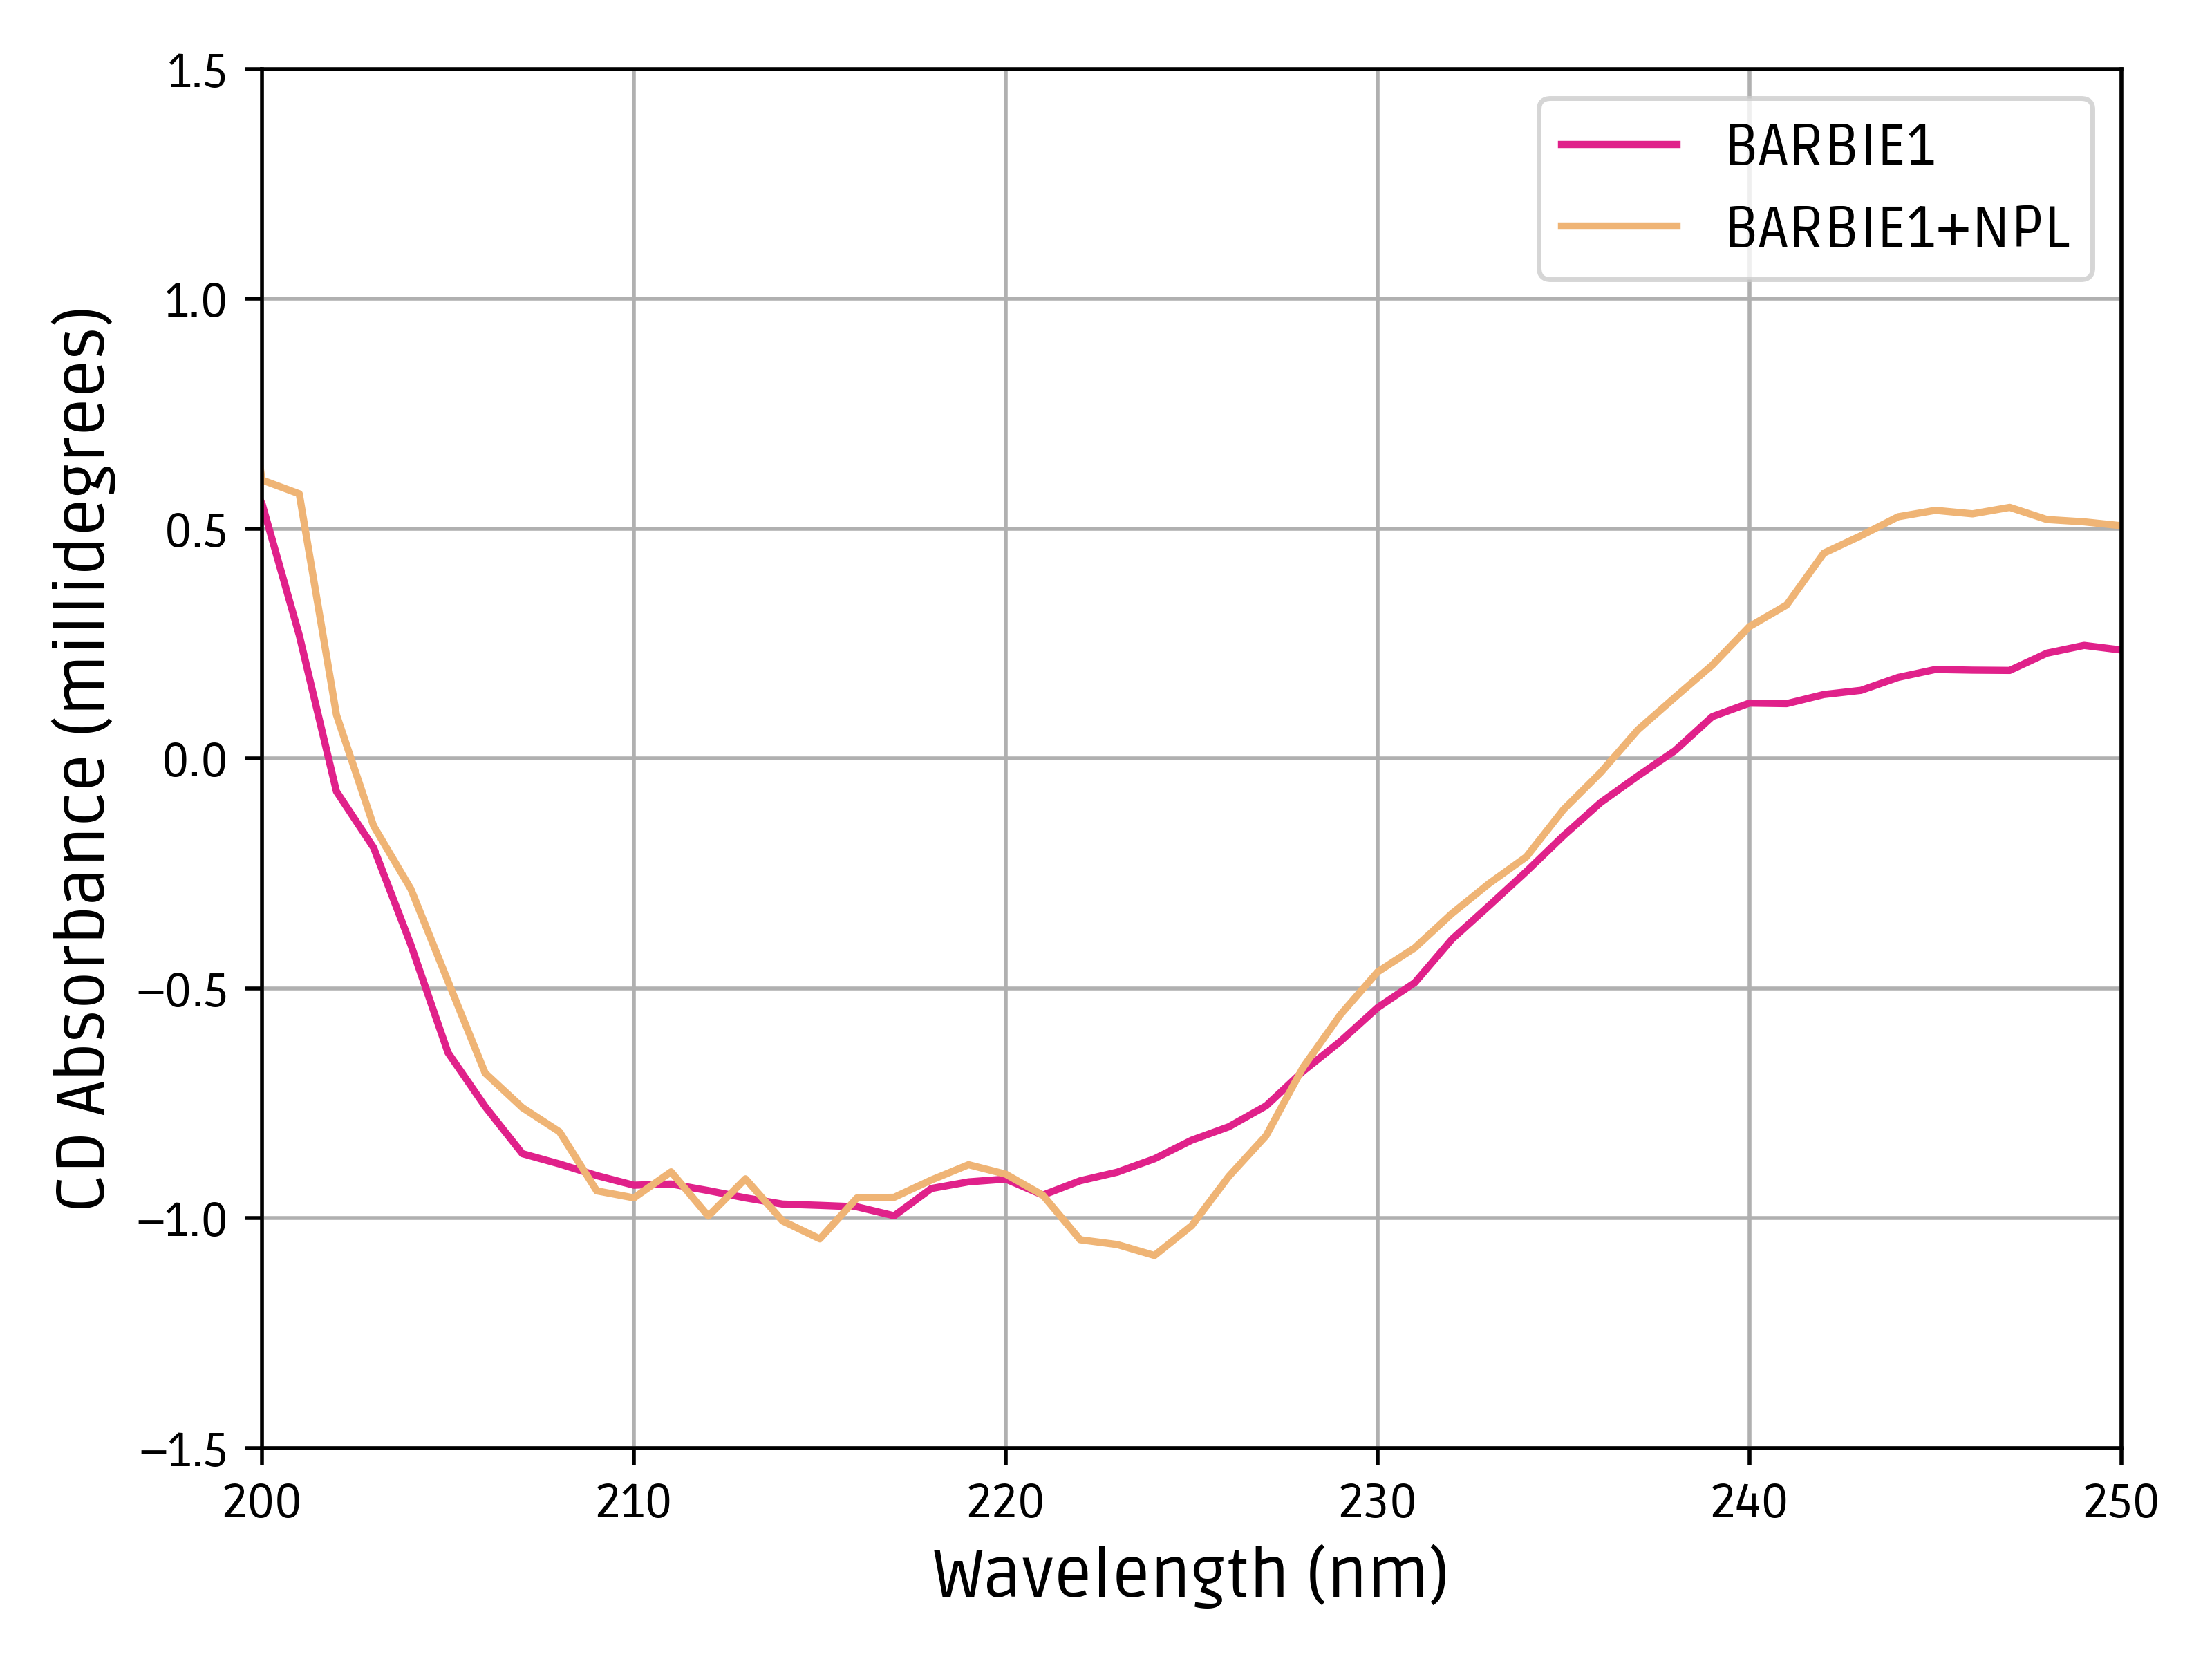 1.5
1.0
0.5
0.0
−0.5
−1.0
−1.5
CD Absorbance (millidegrees)
BARBIE1
BARBIE1+NPL
200 210 220 230 240 250
Wavelength (nm)